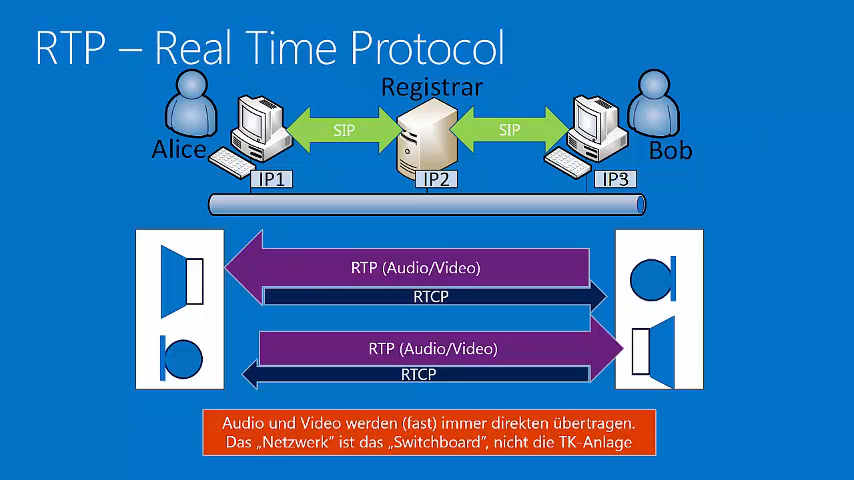 RTP – Real Time Protocol
Registrar
SIP
SIP
Alice
Bob
IP1
IP2
IP3
RTP (Audio/Video)
RTCP
RTP (Audio/Video)
RTCP
Audio und Video werden (fast) immer direkten übertragen.
Das „Netzwerk" ist das „Switchboard", nicht die TK-Anlage